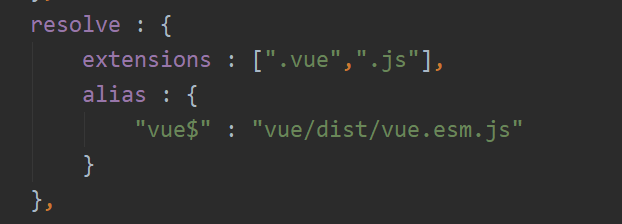 resolve : {
extensions : [".vue",".js"],
alias : {
"vue$" : "vue/dist/vue.esm.js"
}
},